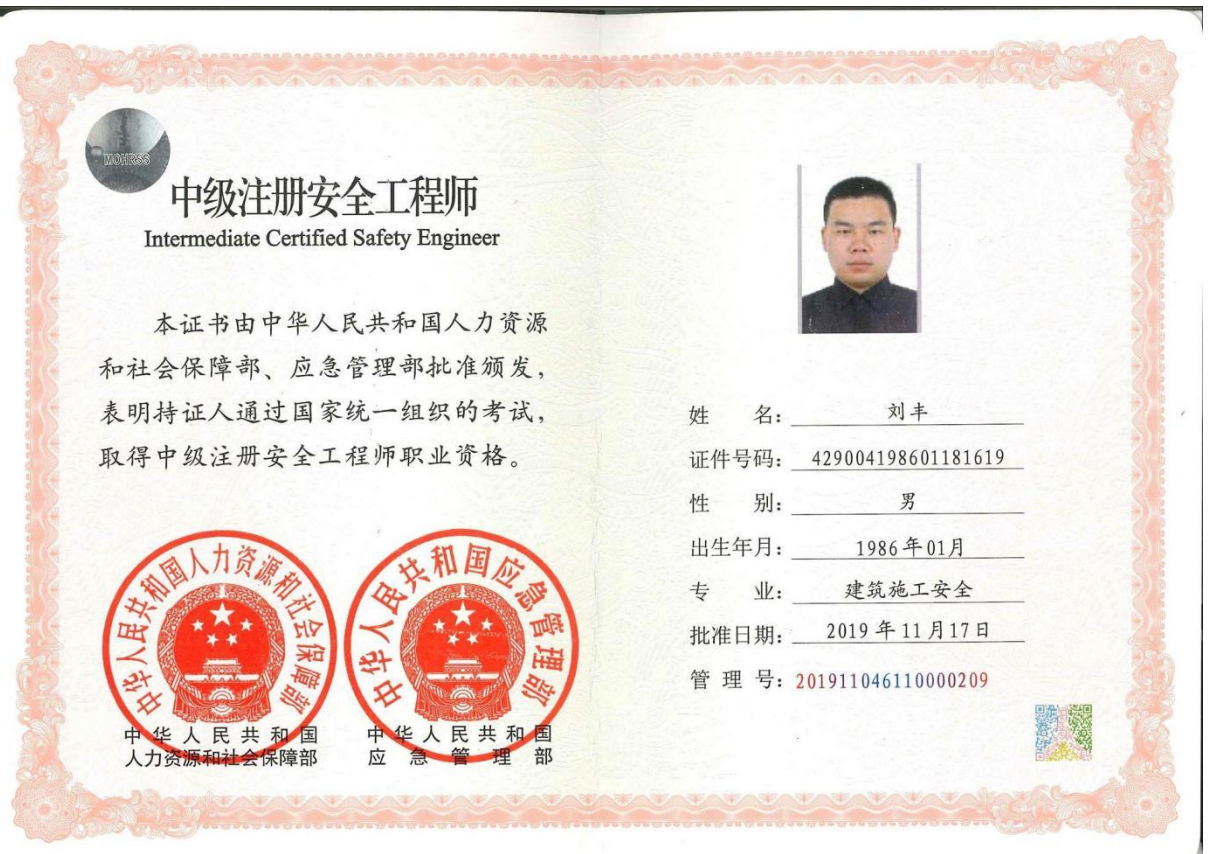 MOHRSS
中级注册安全工程师
Intermediate Certified Safety Engineer
本证书由中华人民共和国人力资源
和社会保障部、应急管理部批准颁发，
表明持证人通过国家统一组织的考试，
取得中级注册安全工程师职业资格。
中华人民共和国人力资源和社会保障部
中华人民共和国
人力资源和社会保障部
中华人民共和国应急管理部
中华人民共和国
应急管理部
姓名：刘丰
证件号码：429004198601181619
性别：男
出生年月：1986年01月
专业：建筑施工安全
批准日期：2019年11月17日
管理号：201911046110000209